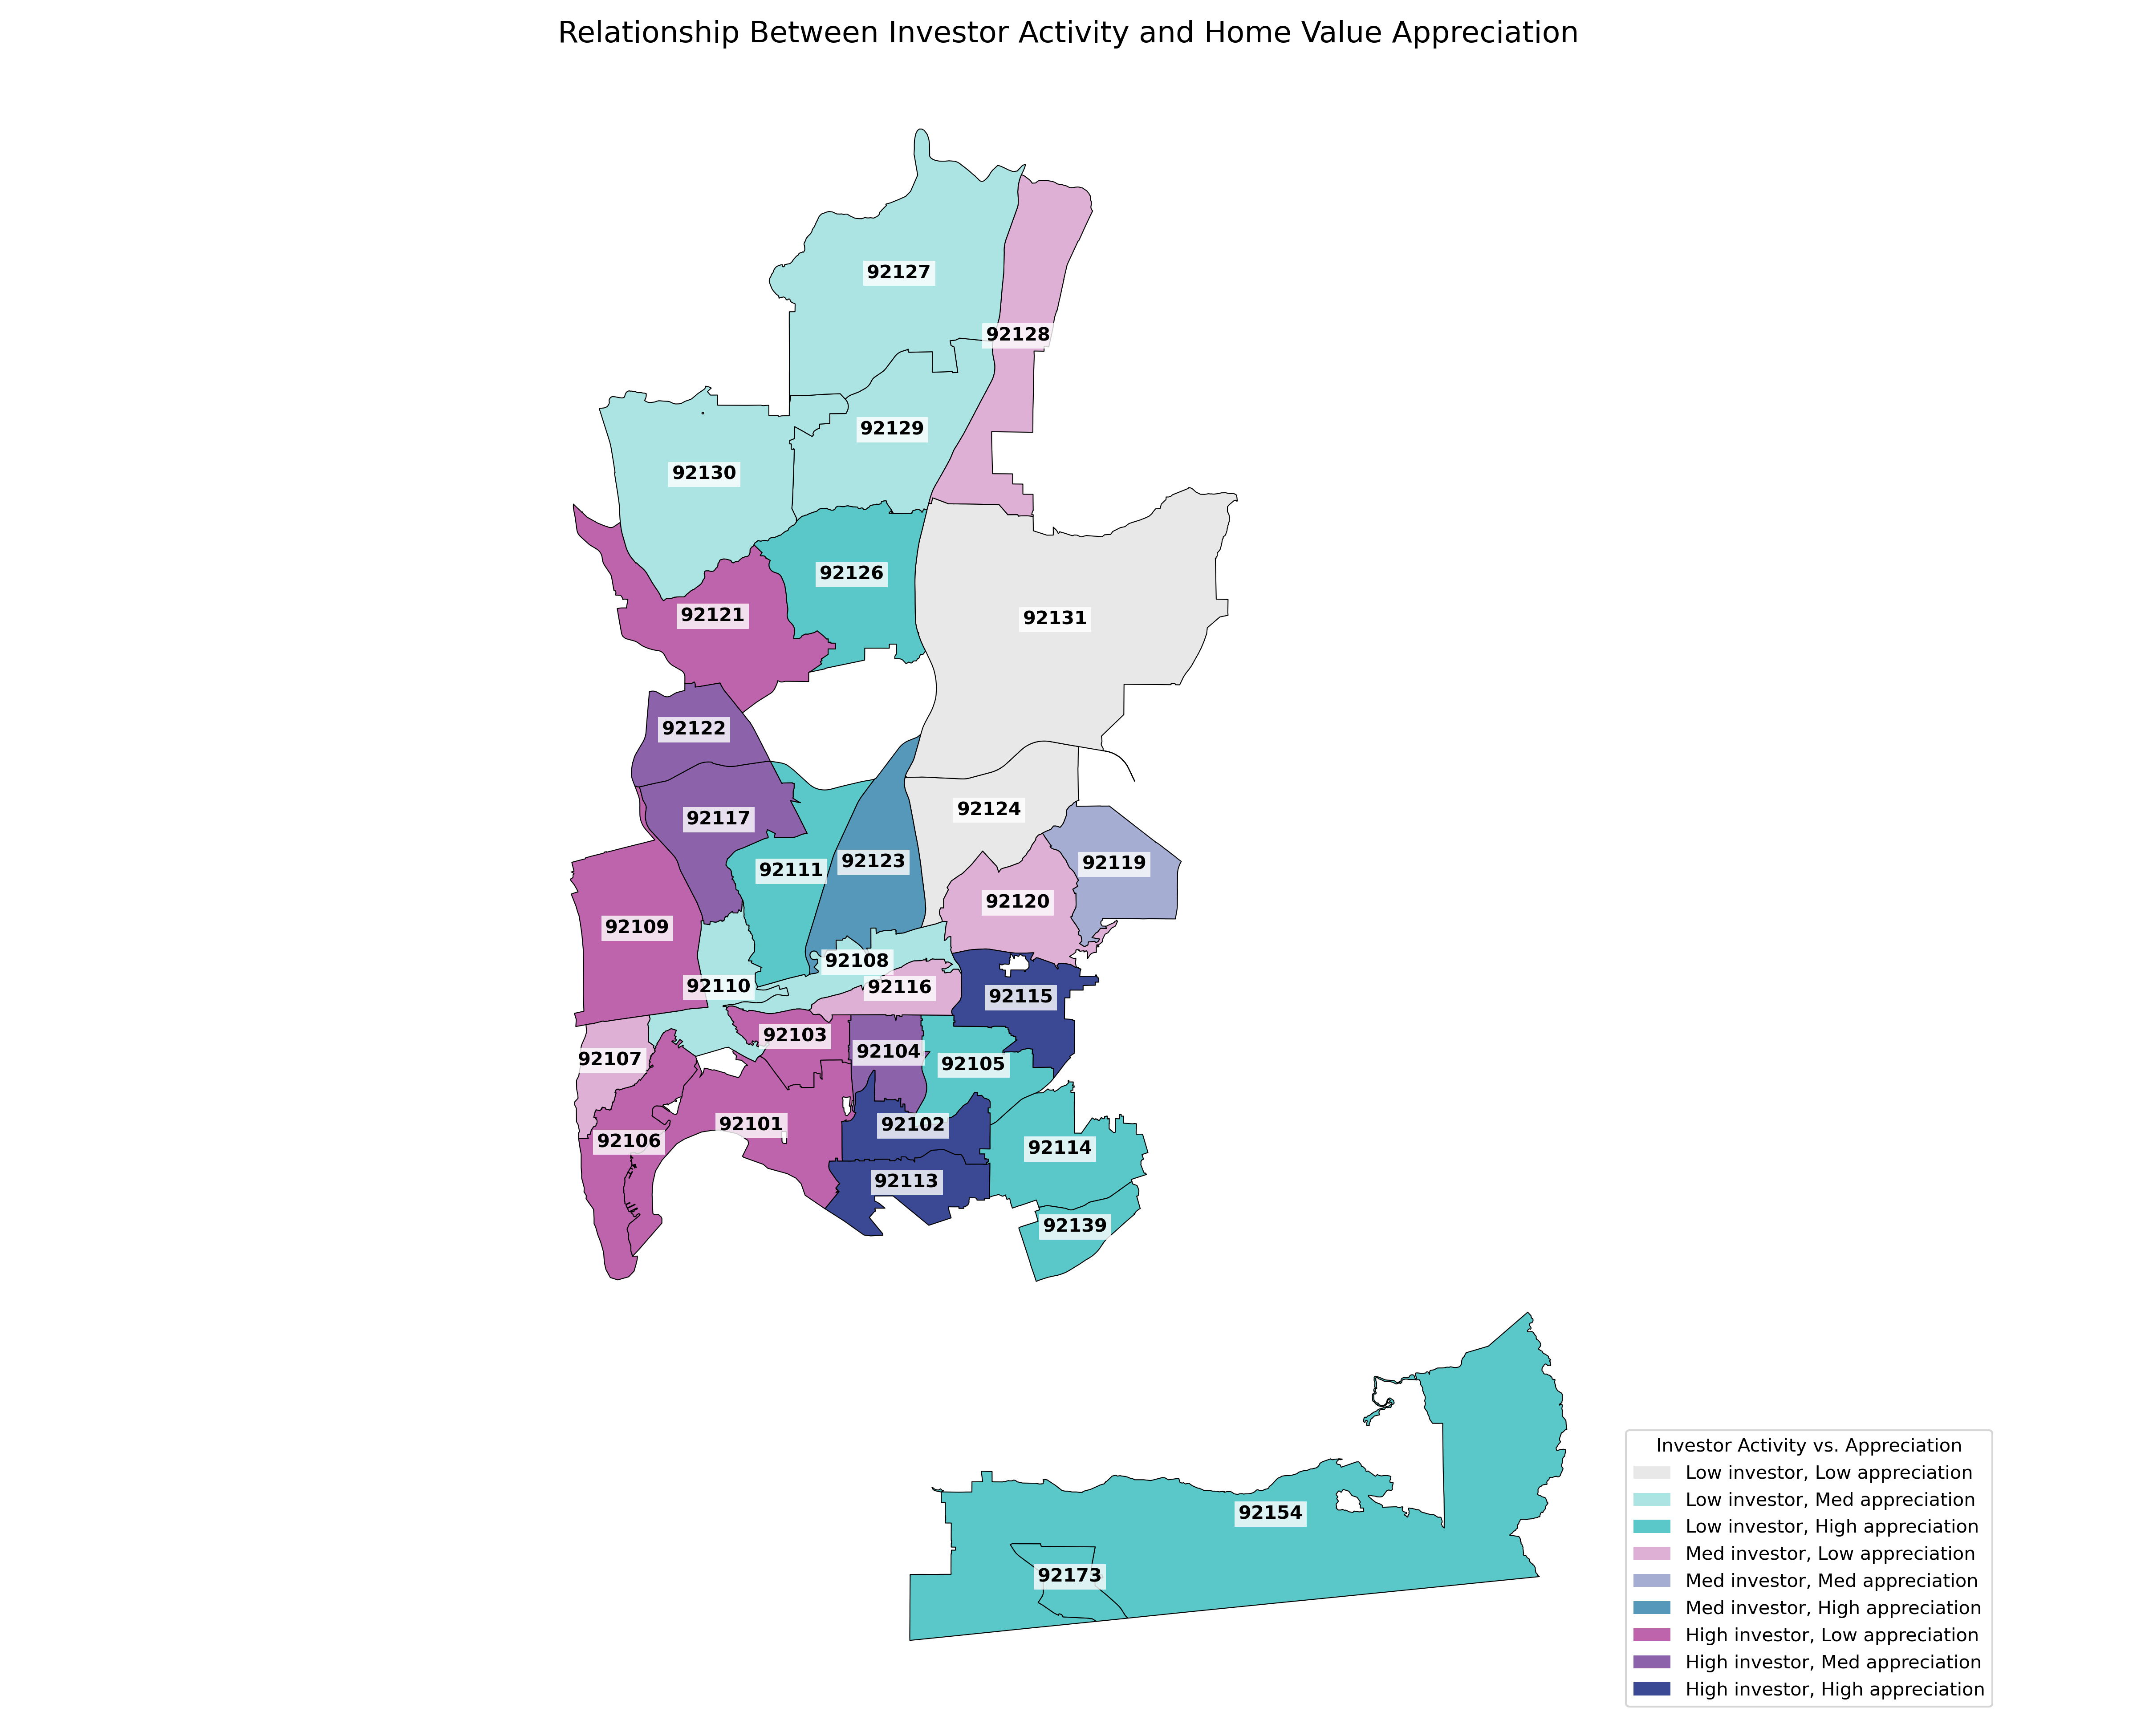 Relationship Between Investor Activity and Home Value Appreciation
92127
92128
92129
92130
92126
92121
92131
92122
92124
92117
92119
92123
92111
92120
92109
92108
92110
92116
92115
92103
92104
92107
92105
92101
92102
92106
92114
92113
92139
92154
92173
Investor Activity vs. Appreciation
Low investor, Low appreciation
Low investor, Med appreciation
Low investor, High appreciation
Med investor, Low appreciation
Med investor, Med appreciation
Med investor, High appreciation
High investor, Low appreciation
High investor, Med appreciation
High investor, High appreciation